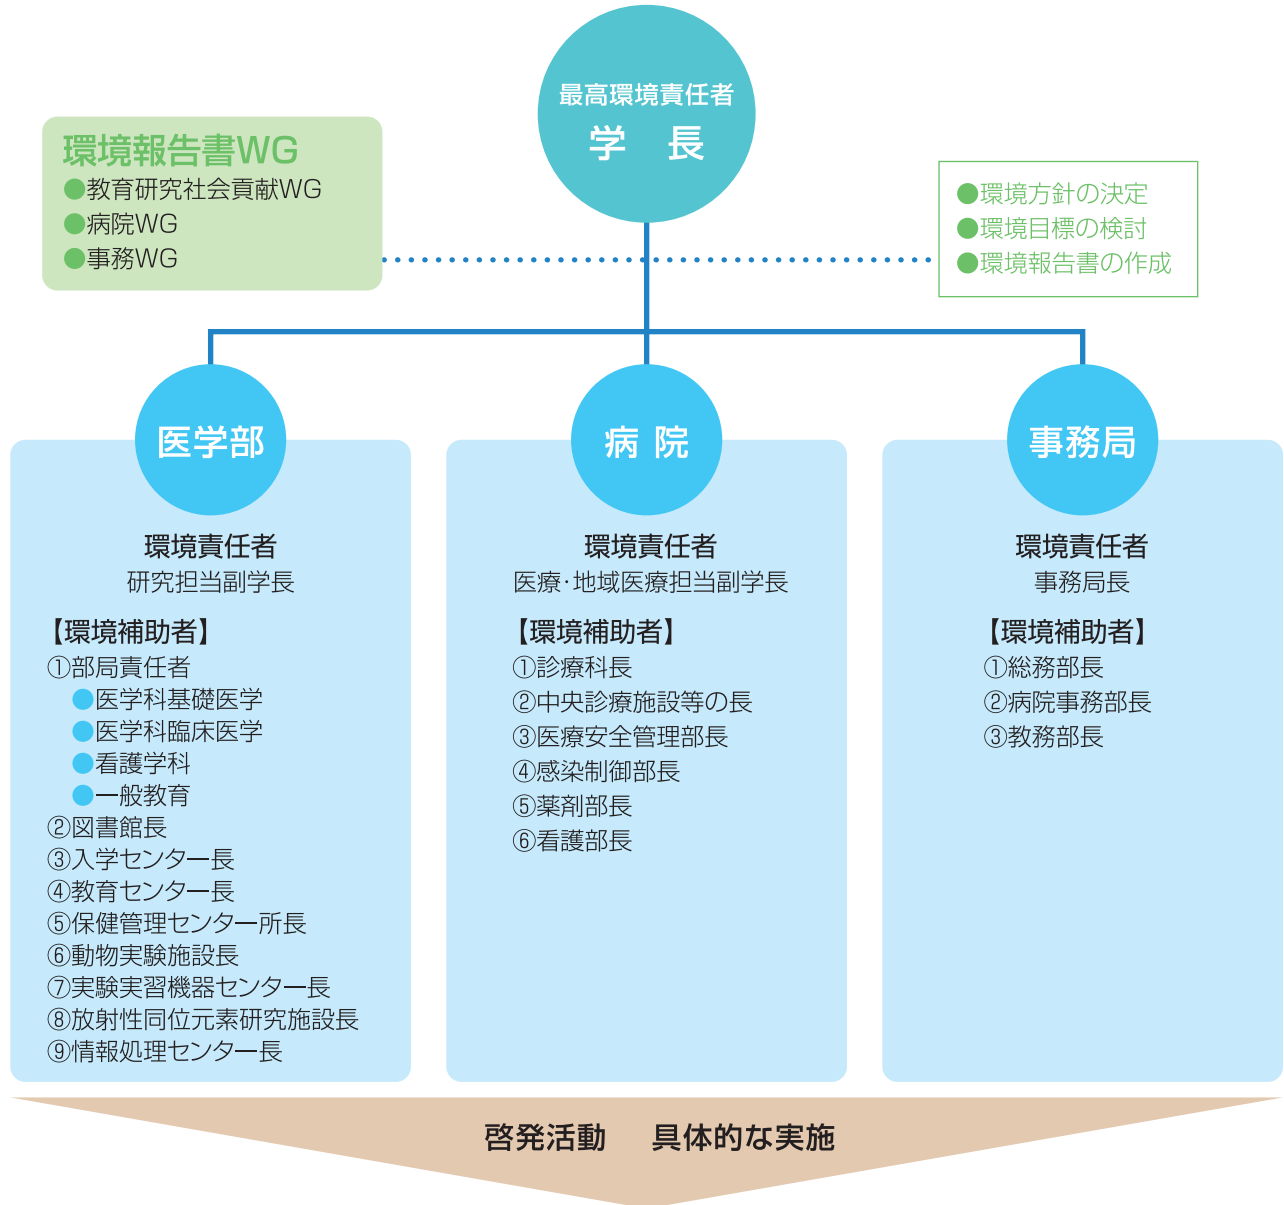 最高環境責任者
学　長
環境報告書WG
●教育研究社会貢献WG
●病院WG
●事務WG
●環境方針の決定
●環境目標の検討
●環境報告書の作成
医学部
環境責任者
研究担当副学長
【環境補助者】
①部局責任者
●医学科基礎医学
●医学科臨床医学
●看護学科
●一般教育
②図書館長
③入学センター長
④教育センター長
⑤保健管理センター所長
⑥動物実験施設長
⑦実験実習機器センター長
⑧放射性同位元素研究施設長
⑨情報処理センター長
病 院
環境責任者
医療・地域医療担当副学長
【環境補助者】
①診療科長
②中央診療施設等の長
③医療安全管理部長
④感染制御部長
⑤薬剤部長
⑥看護部長
事務局
環境責任者
事務局長
【環境補助者】
①総務部長
②病院事務部長
③教務部長
啓発活動　具体的な実施